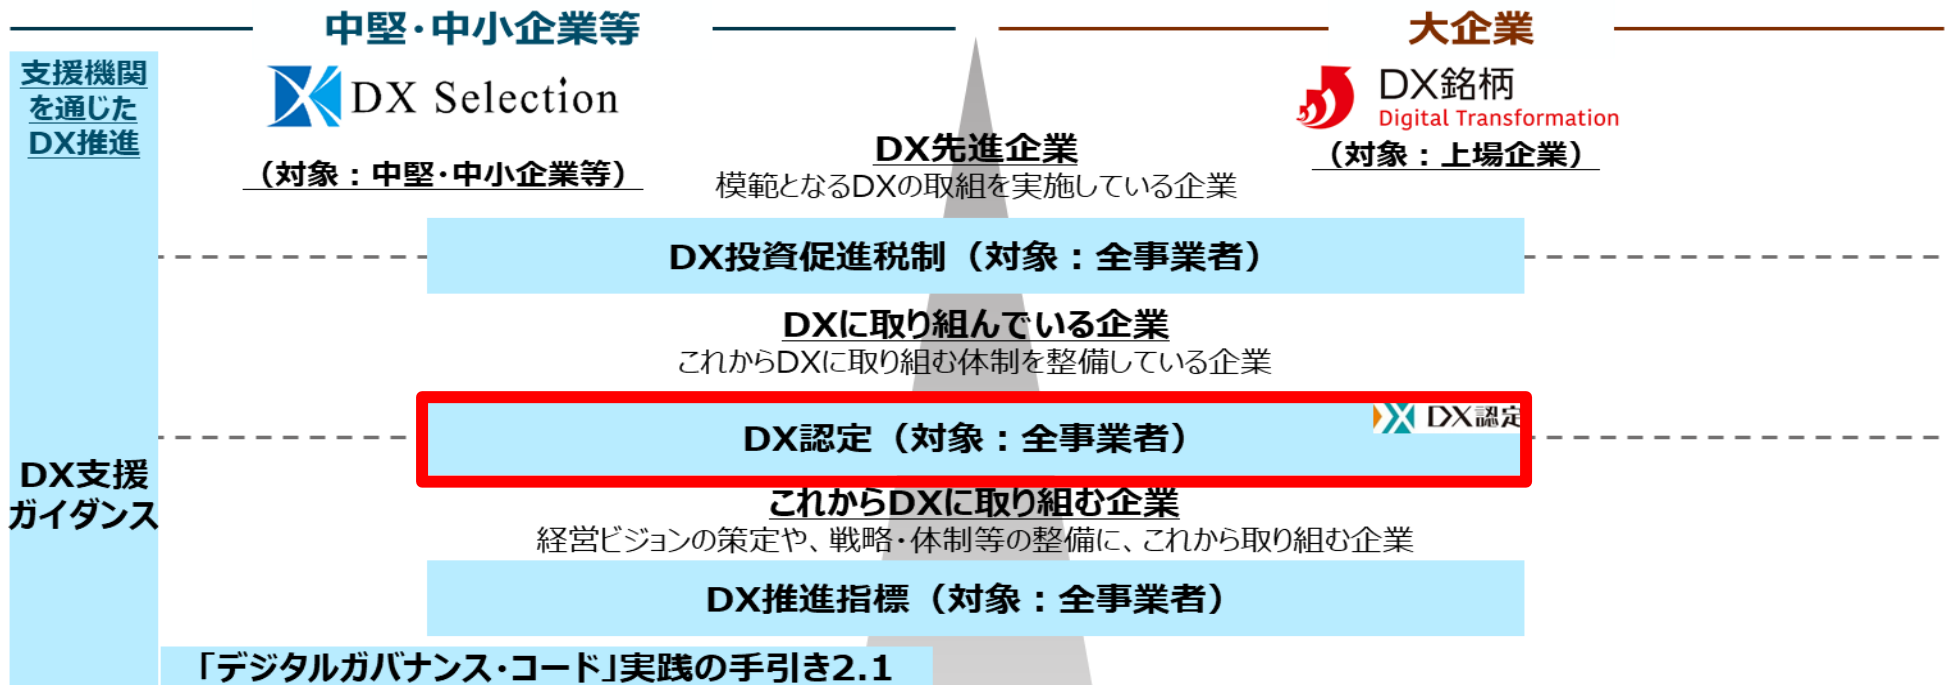 中堅・中小企業等
大企業
支援機関
を通じた
DX推進
DX Selection
（対象：中堅・中小企業等）
DX銘柄
Digital Transformation
（対象：上場企業）
DX先進企業
模範となるDXの取組を実施している企業
DX投資促進税制（対象：全事業者）
DXに取り組んでいる企業
これからDXに取り組む体制を整備している企業
DX認定（対象：全事業者）
DX認定
これからDXに取り組む企業
経営ビジョンの策定や、戦略・体制等の整備に、これから取り組む企業
DX支援
ガイダンス
DX推進指標（対象：全事業者）
「デジタルガバナンス・コード」実践の手引き2.1